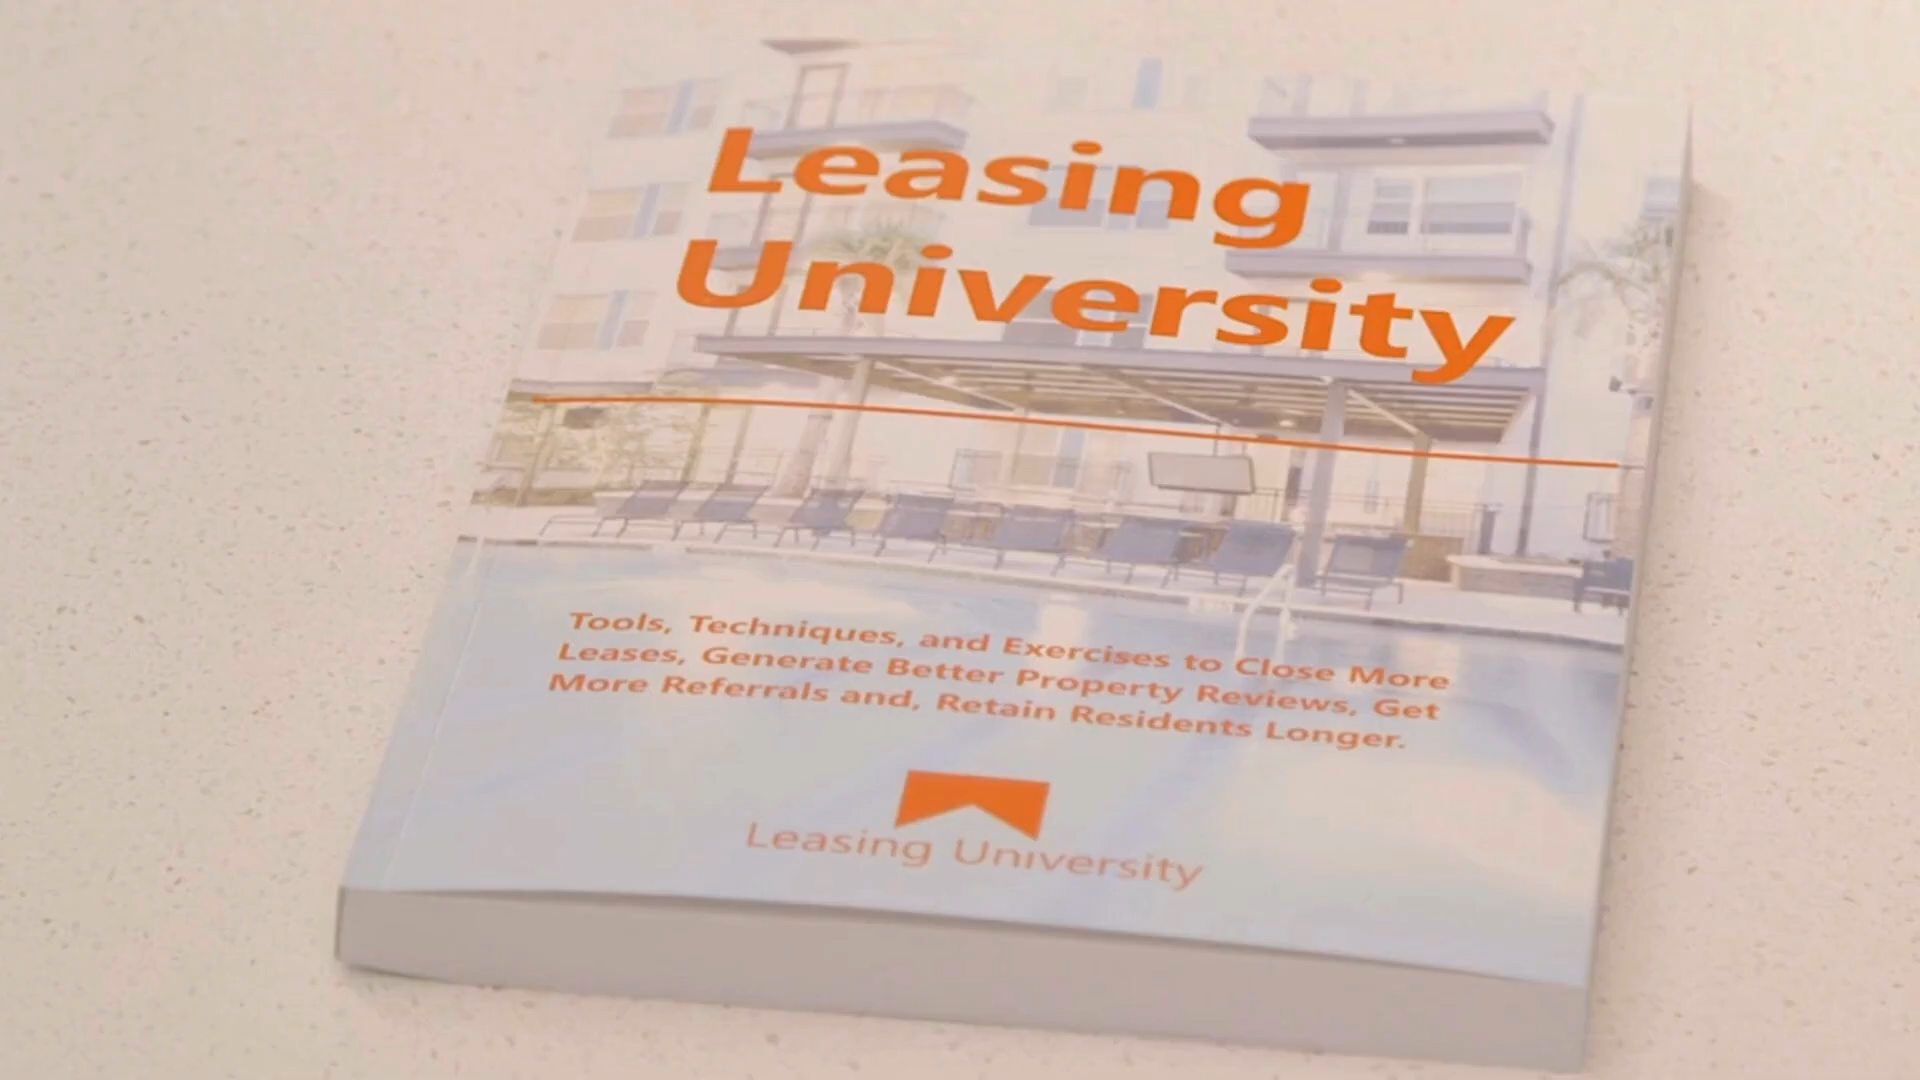 Leasing
University
Tools, Techniques, and Exercises to Close More
Leases, Generate Better Property Reviews, Get
More Referrals and, Retain Residents Longer.
Leasing University